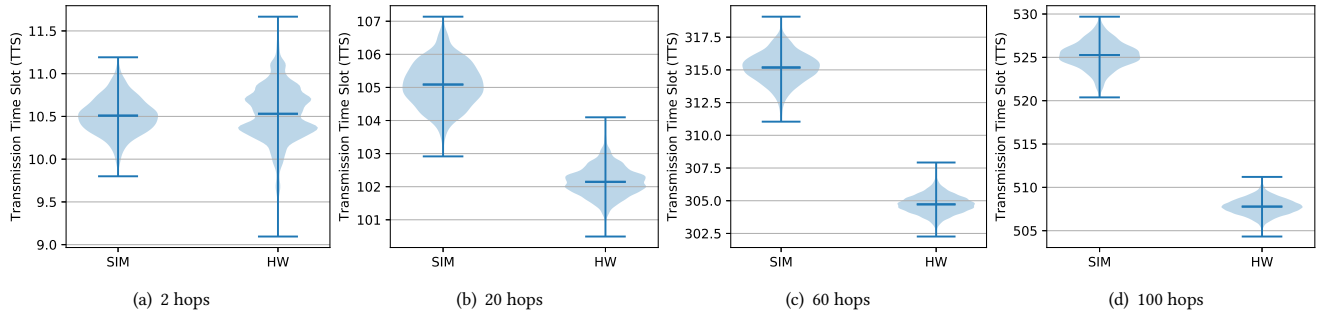 Transmission Time Slot (TTS)
11.5
11.0
10.5
10.0
9.5
9.0
SIM
HW
(a) 2 hops
Transmission Time Slot (TTS)
107
106
105
104
103
102
101
SIM
HW
(b) 20 hops
Transmission Time Slot (TTS)
317.5
315.0
312.5
310.0
307.5
305.0
302.5
SIM
HW
(c) 60 hops
Transmission Time Slot (TTS)
530
525
520
515
510
505
SIM
HW
(d) 100 hops